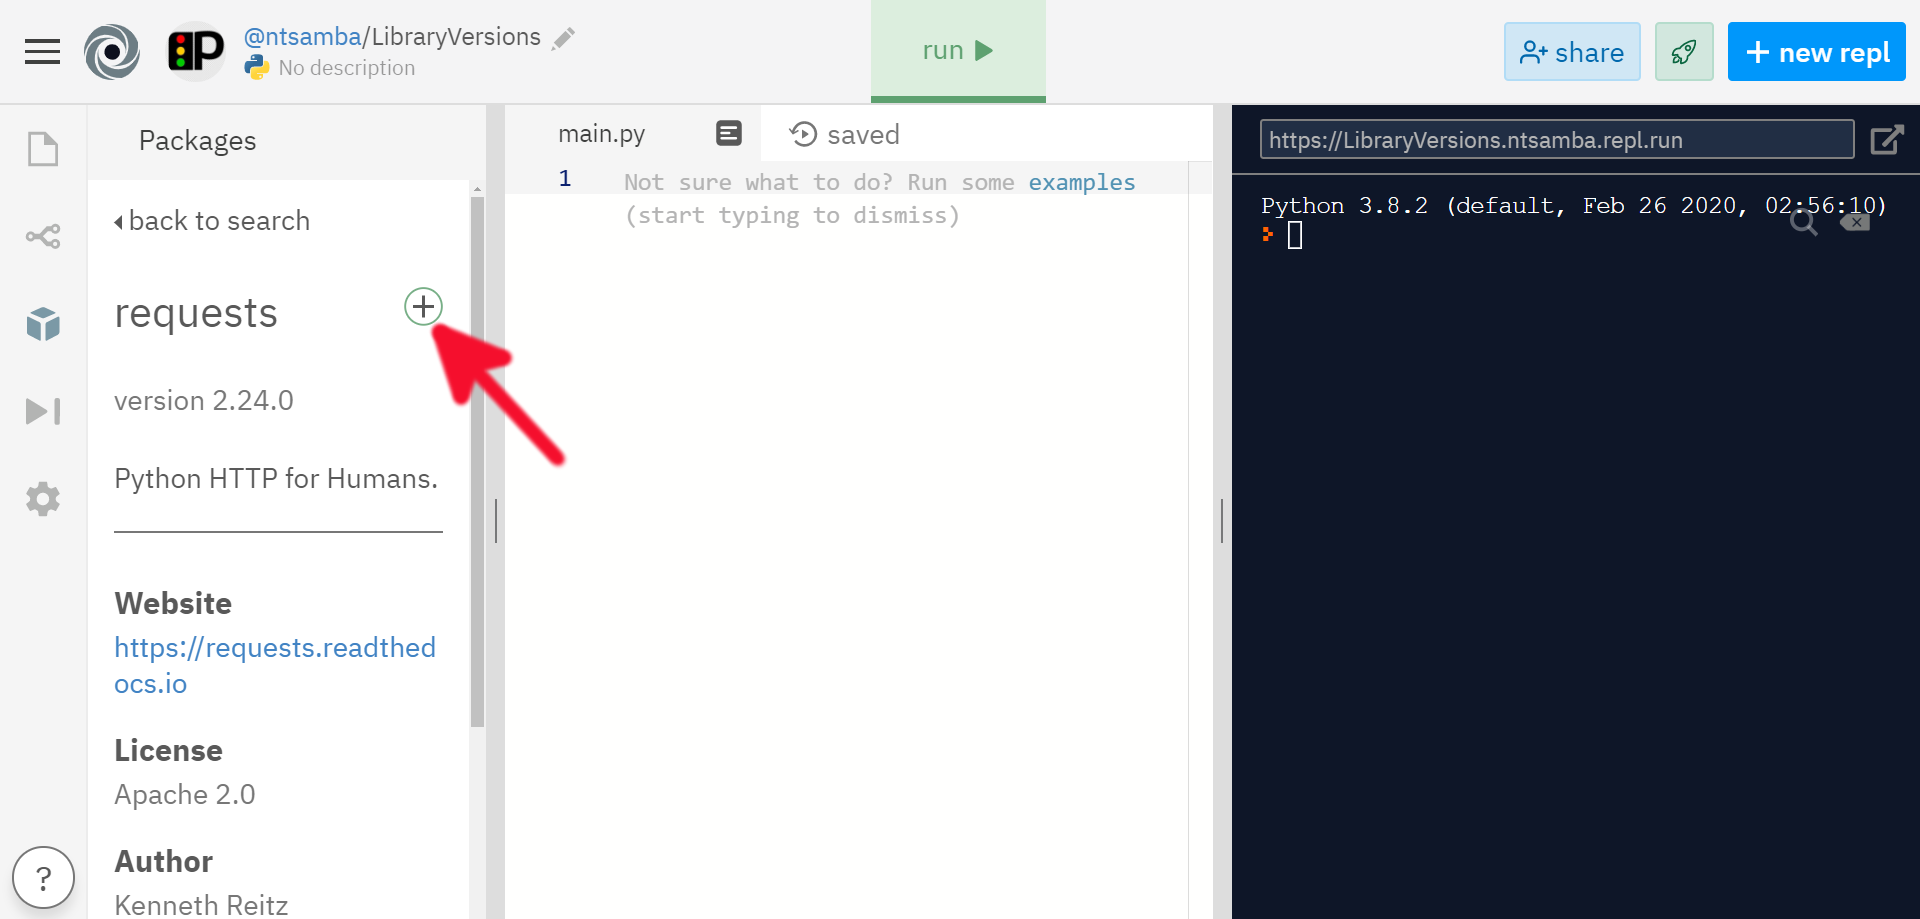 P
@ntsamba/LibraryVersions
No description
run
share
+ new repl
Packages
back to search
requests
version 2.24.0
Python HTTP for Humans.
Website
https://requests.readthed
ocs.io
License
Apache 2.0
Author
Kenneth Reitz
?
main.py
saved
1
Not sure what to do? Run some examples
(start typing to dismiss)
https://LibraryVersions.ntsamba.repl.run
Python 3.8.2 (default, Feb 26 2020, 02:56:10)